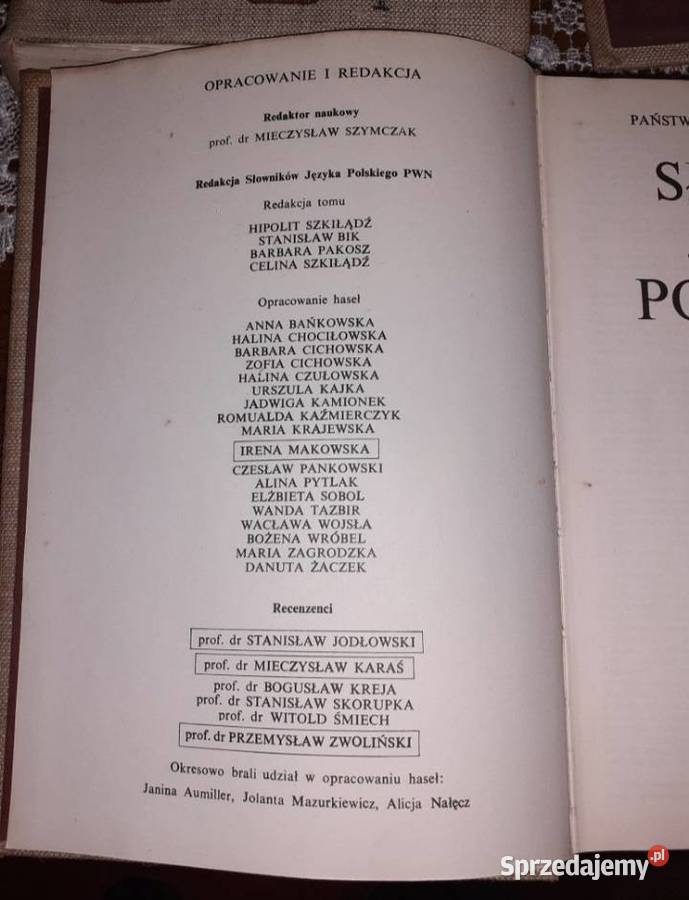 OPRACOWANIE I REDAKCJA
Redaktor naukowy
prof. dr MIECZYSŁAW SZYMCZAK
Redakcja Słowników Języka Polskiego PWN
Redakcja tomu
HIPOLIT SZKIŁĄDŹ
STANISŁAW BIK
BARBARA PAKOSZ
CELINA SZKIŁĄDŹ
Opracowanie haseł
ANNA BAŃKOWSKA
HALINA CHOCIŁOWSKA
BARBARA CICHOWSKA
ZOFIA CICHOWSKA
HALINA CZUŁOWSKA
URSZULA KAJKA
JADWIGA KAMIONEK
ROMUALDA KAŹMIERCZYK
MARIA KRAJEWSKA
IRENA MAKOWSKA
CZESŁAW PANKOWSKI
ALINA PYTLAK
ELŻBIETA SOBOL
WANDA TAZBIR
WACŁAWA WOJSŁA
BOŻENA WRÓBEL
MARIA ZAGRODZKA
DANUTA ŻACZEK
Recenzenci
prof. dr STANISŁAW JODŁOWSKI
prof. dr MIECZYSŁAW KARAŚ
prof. dr BOGUSŁAW KREJA
prof. dr STANISŁAW SKORUPKA
prof. dr WITOLD ŚMIECH
prof. dr PRZEMYSŁAW ZWOLIŃSKI
Okresowo brali udział w opracowaniu haseł:
Janina Aumiller, Jolanta Mazurkiewicz, Alicja Nałęcz
PAŃSTW
PO
Sprzedajemy.pl